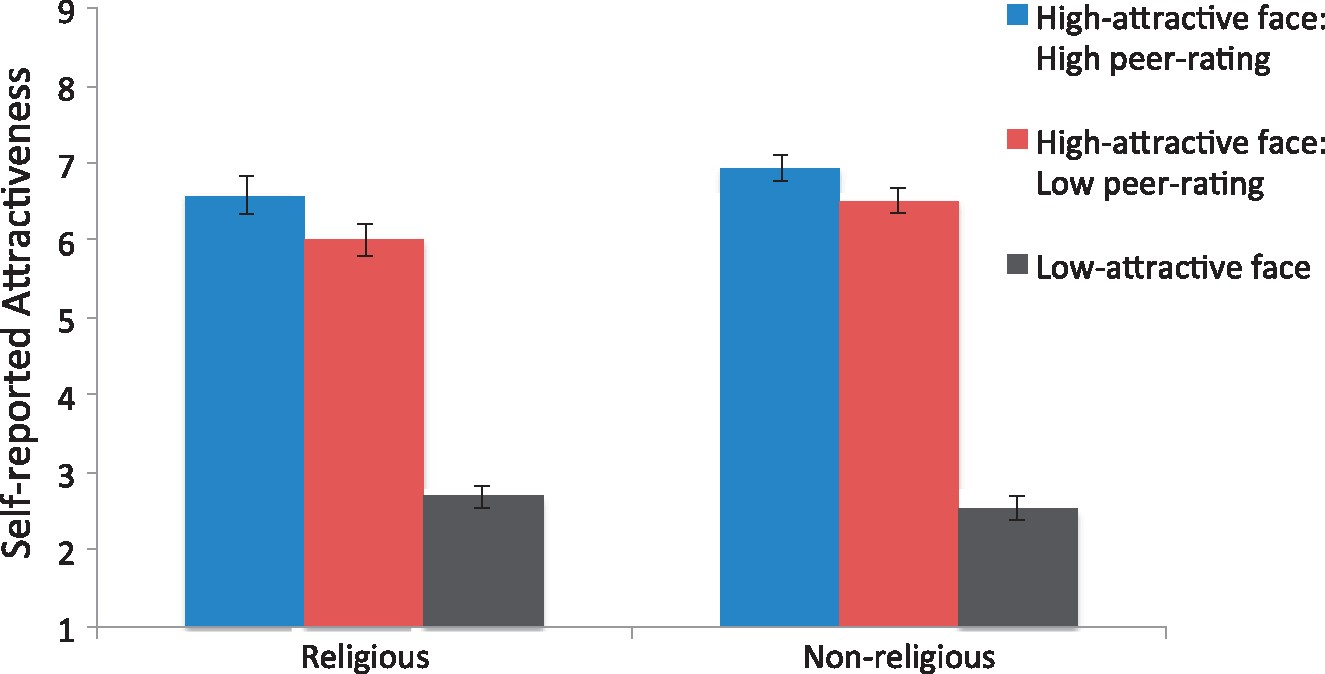 Self-reported Attractiveness
9
8
7
6
5
4
3
2
1
Religious
Non-religious
High-attractive face:
High peer-rating
High-attractive face:
Low peer-rating
Low-attractive face